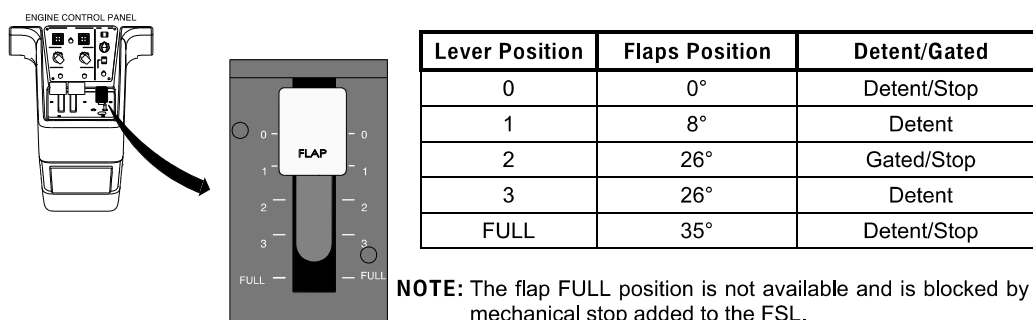 ENGINE CONTROL PANEL
0 FLAP 0
1 1
2 2
3 3
FULL FULL
Lever Position Flaps Position Detent/Gated
0 0° Detent/Stop
1 8° Detent
2 26° Gated/Stop
3 26° Detent
FULL 35° Detent/Stop
NOTE: The flap FULL position is not available and is blocked by
mechanical stop added to the FSL.